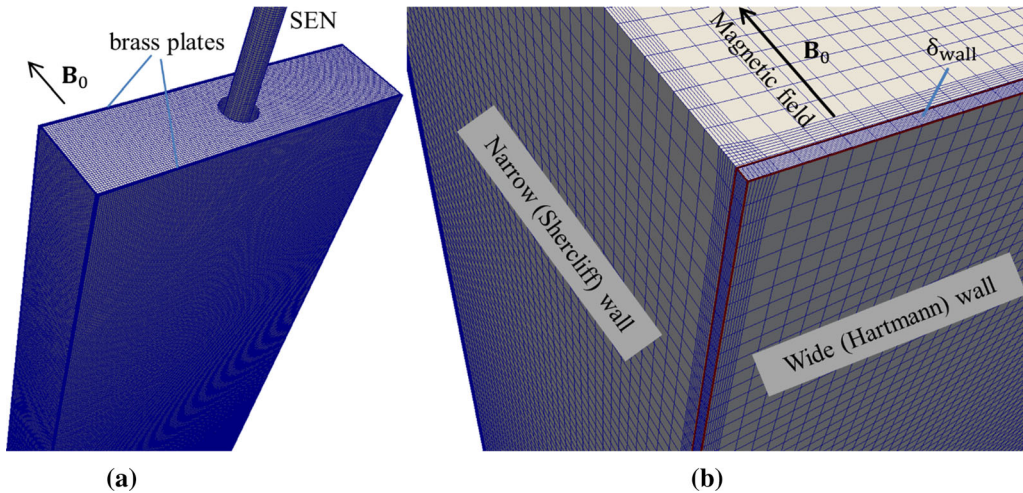 SEN
brass plates
B₀
(a)
Magnetic field
B₀
δwall
Narrow (Shercliff) wall
Wide (Hartmann) wall
(b)